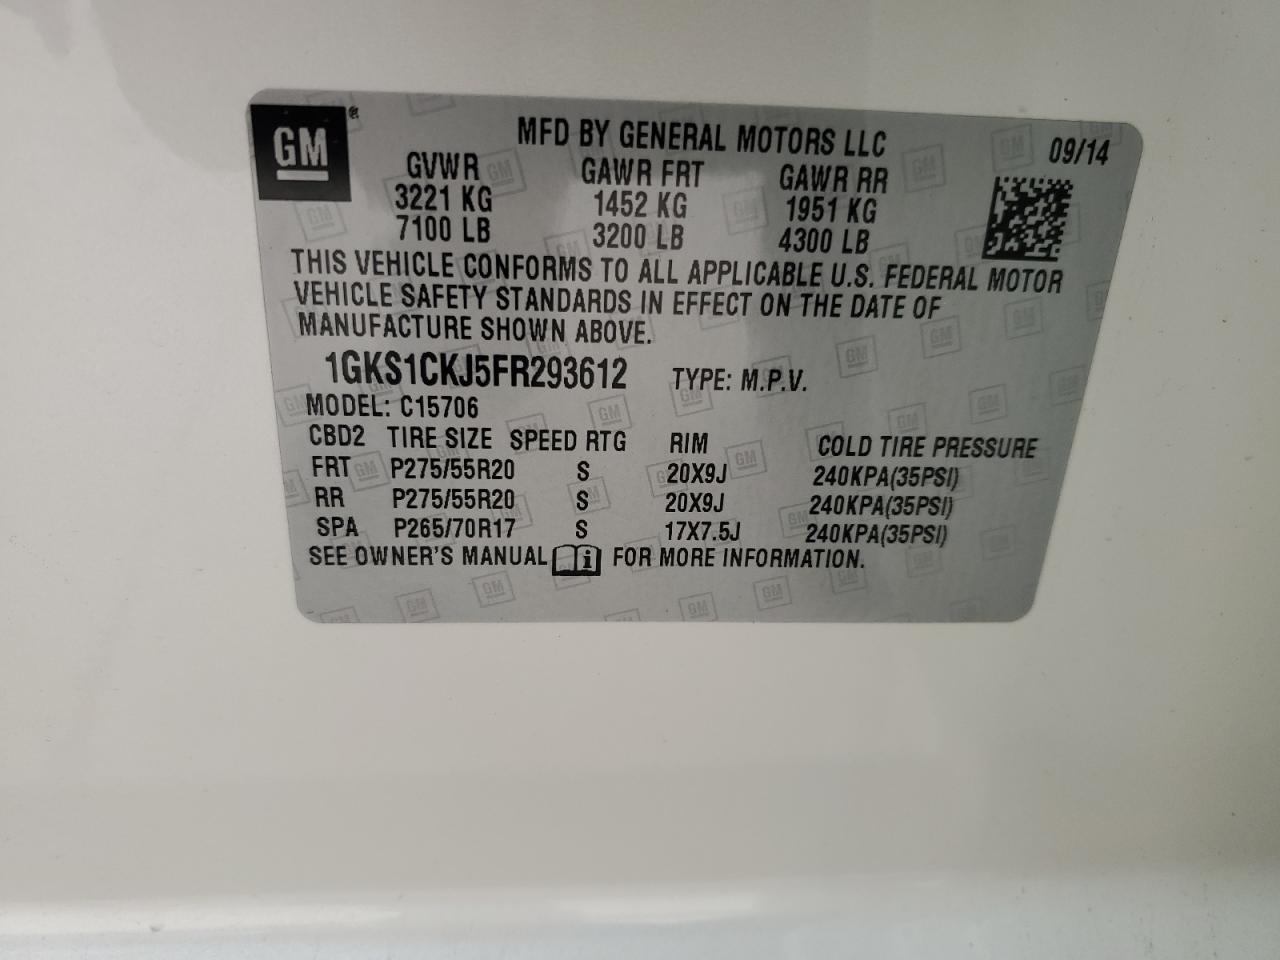 GM®
MFD BY GENERAL MOTORS LLC 09/14
GVWR GAWR FRT GAWR RR
3221 KG 1452 KG 1951 KG
7100 LB 3200 LB 4300 LB
THIS VEHICLE CONFORMS TO ALL APPLICABLE U.S. FEDERAL MOTOR
VEHICLE SAFETY STANDARDS IN EFFECT ON THE DATE OF
MANUFACTURE SHOWN ABOVE.
1GKS1CKJ5FR293612 TYPE: M.P.V.
MODEL: C15706
CBD2 TIRE SIZE SPEED RTG RIM COLD TIRE PRESSURE
FRT P275/55R20 S 20X9J 240KPA(35PSI)
RR P275/55R20 S 20X9J 240KPA(35PSI)
SPA P265/70R17 S 17X7.5J 240KPA(35PSI)
SEE OWNER'S MANUAL i FOR MORE INFORMATION.